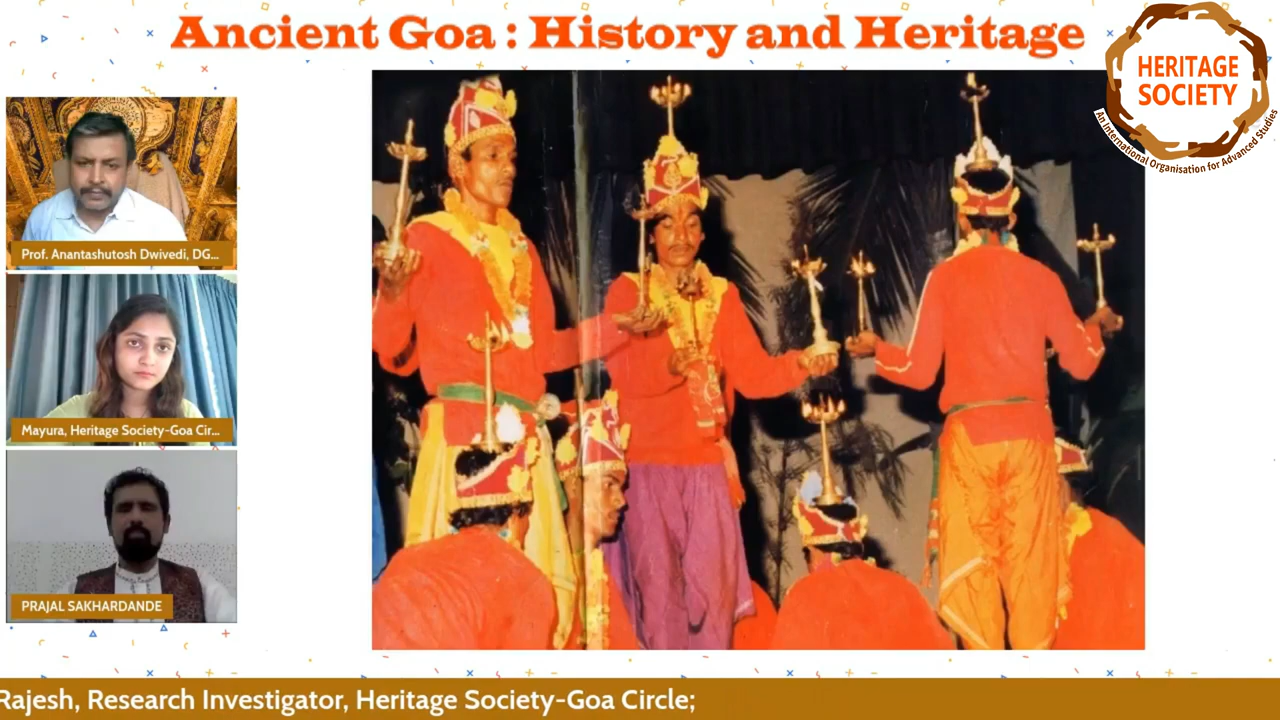 Ancient Goa : History and Heritage
HERITAGE
SOCIETY
An International Organisation for Advanced Studies
Prof. Anantashutosh Dwivedi, DG...
Mayura, Heritage Society-Goa Cir...
PRAJAL SAKHARDANDE
Rajesh, Research Investigator, Heritage Society-Goa Circle;